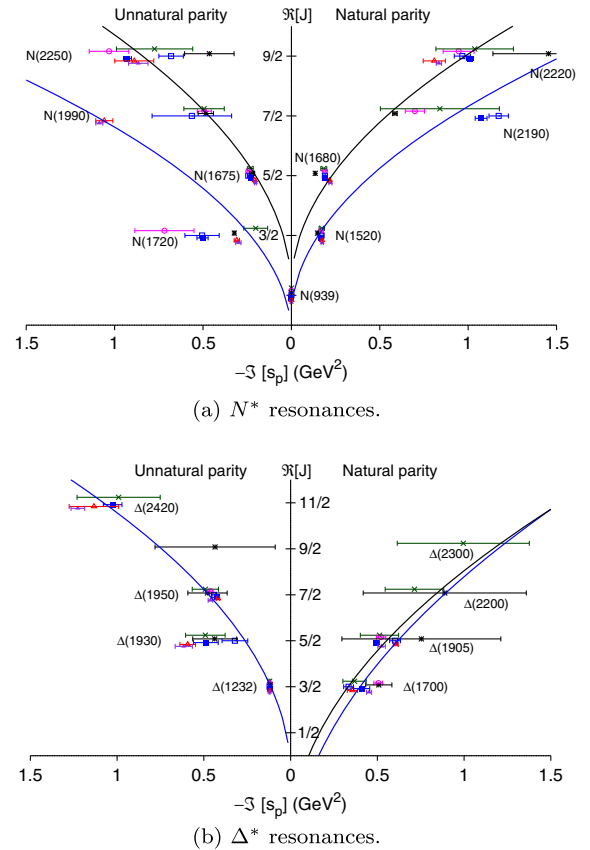 Unnatural parity ℜ[J] Natural parity
N(2250) 9/2 N(2220)
N(1990) 7/2 N(2190)
N(1675) 5/2 N(1680)
N(1720) 3/2 N(1520)
N(939)
1.5 1 0.5 0 0.5 1 1.5
−ℑ [sp] (GeV2)
(a) N* resonances.
Unnatural parity ℜ[J] Natural parity
Δ(2420) 11/2
9/2 Δ(2300)
Δ(1950) 7/2 Δ(2200)
Δ(1930) 5/2 Δ(1905)
Δ(1232) 3/2 Δ(1700)
1/2
1.5 1 0.5 0 0.5 1 1.5
−ℑ [sp] (GeV2)
(b) Δ* resonances.